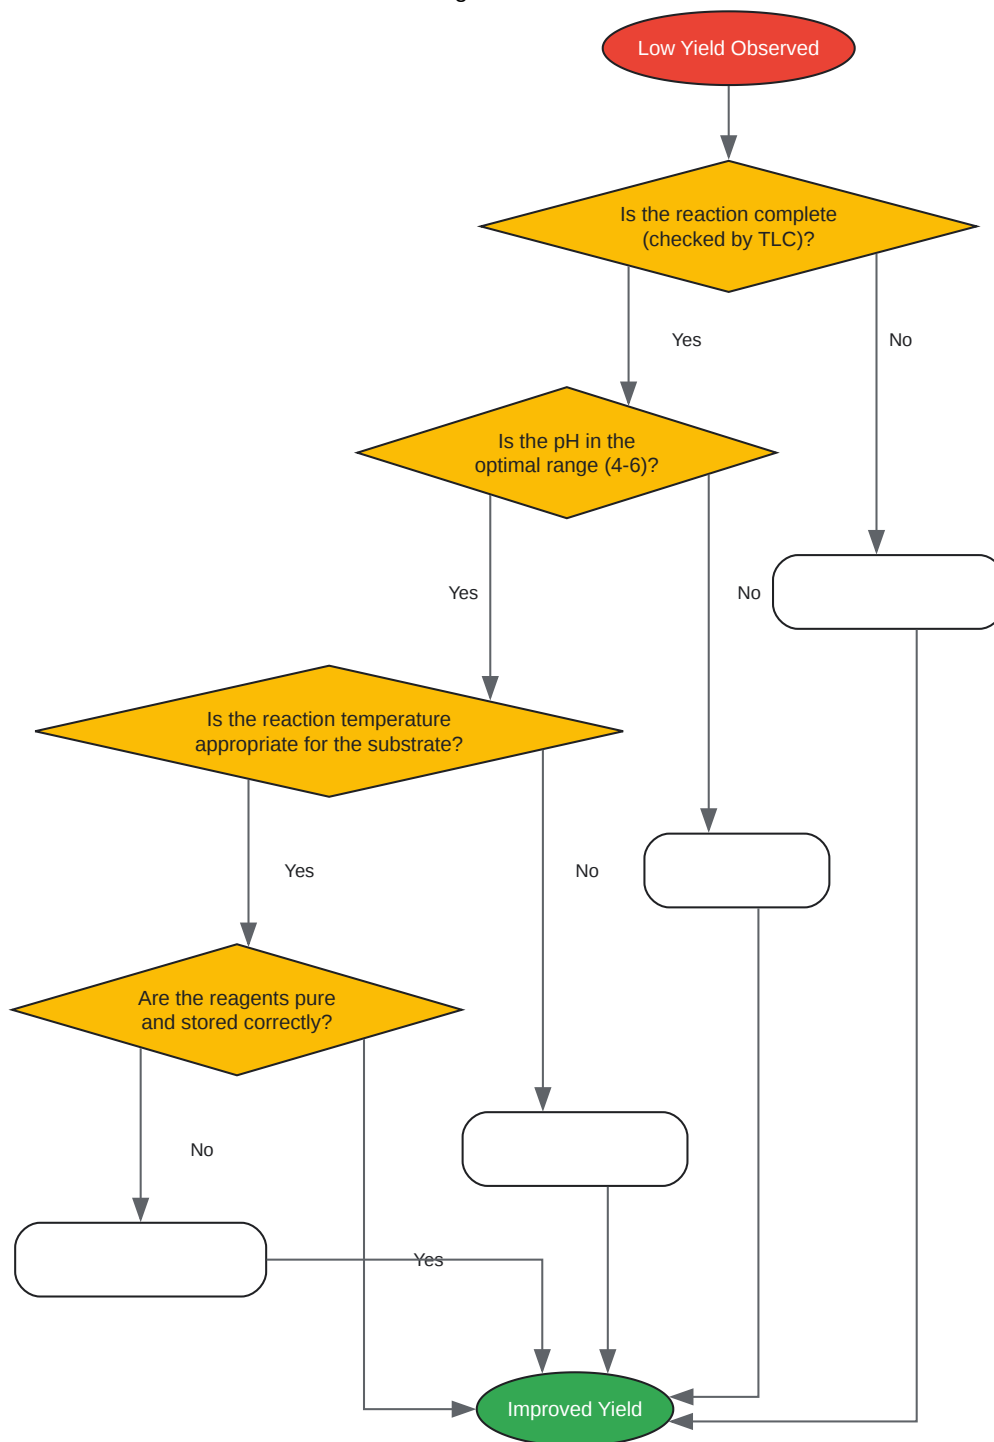 Low Yield Observed
Is the reaction complete
(checked by TLC)?
Yes
No
Is the pH in the
optimal range (4-6)?
Yes
No
Is the reaction temperature
appropriate for the substrate?
Yes
No
Are the reagents pure
and stored correctly?
No
Yes
Improved Yield